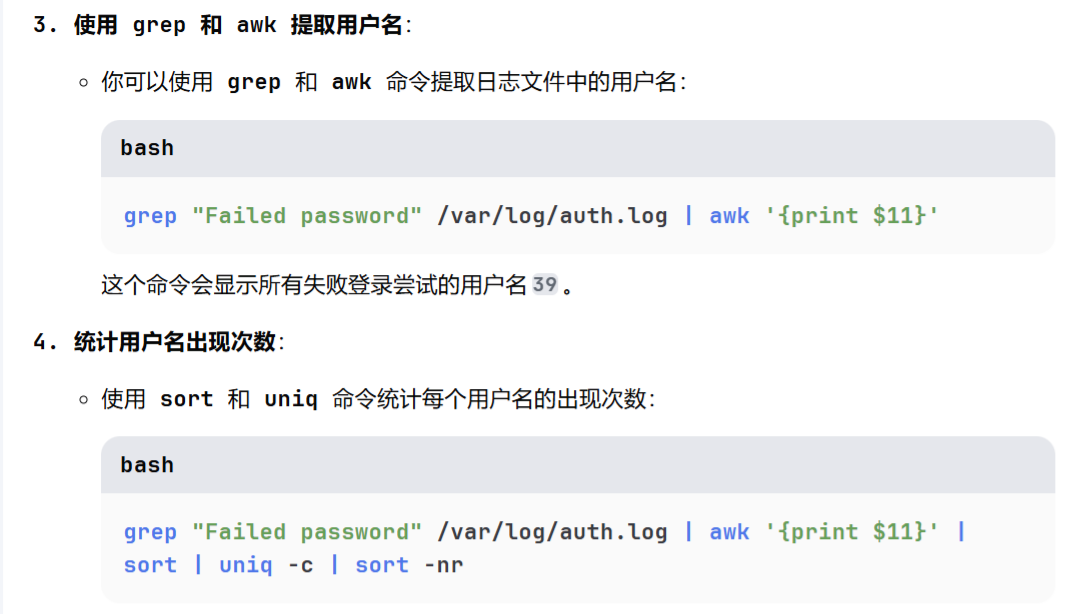 3. 使用 grep 和 awk 提取用户名：
你可以使用 grep 和 awk 命令提取日志文件中的用户名：
bash
grep "Failed password" /var/log/auth.log | awk '{print $11}'
这个命令会显示所有失败登录尝试的用户名 39 。
4. 统计用户名出现次数：
使用 sort 和 uniq 命令统计每个用户名的出现次数：
bash
grep "Failed password" /var/log/auth.log | awk '{print $11}' |
sort | uniq -c | sort -nr